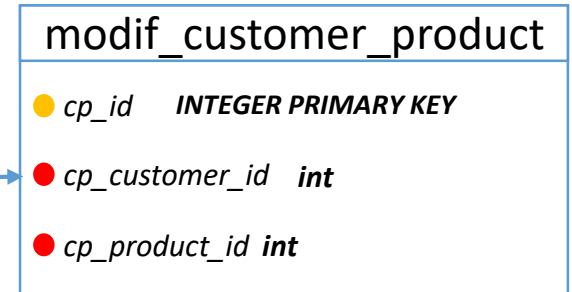 modif_customer_product
cp_id INTEGER PRIMARY KEY
cp_customer_id int
cp_product_id int